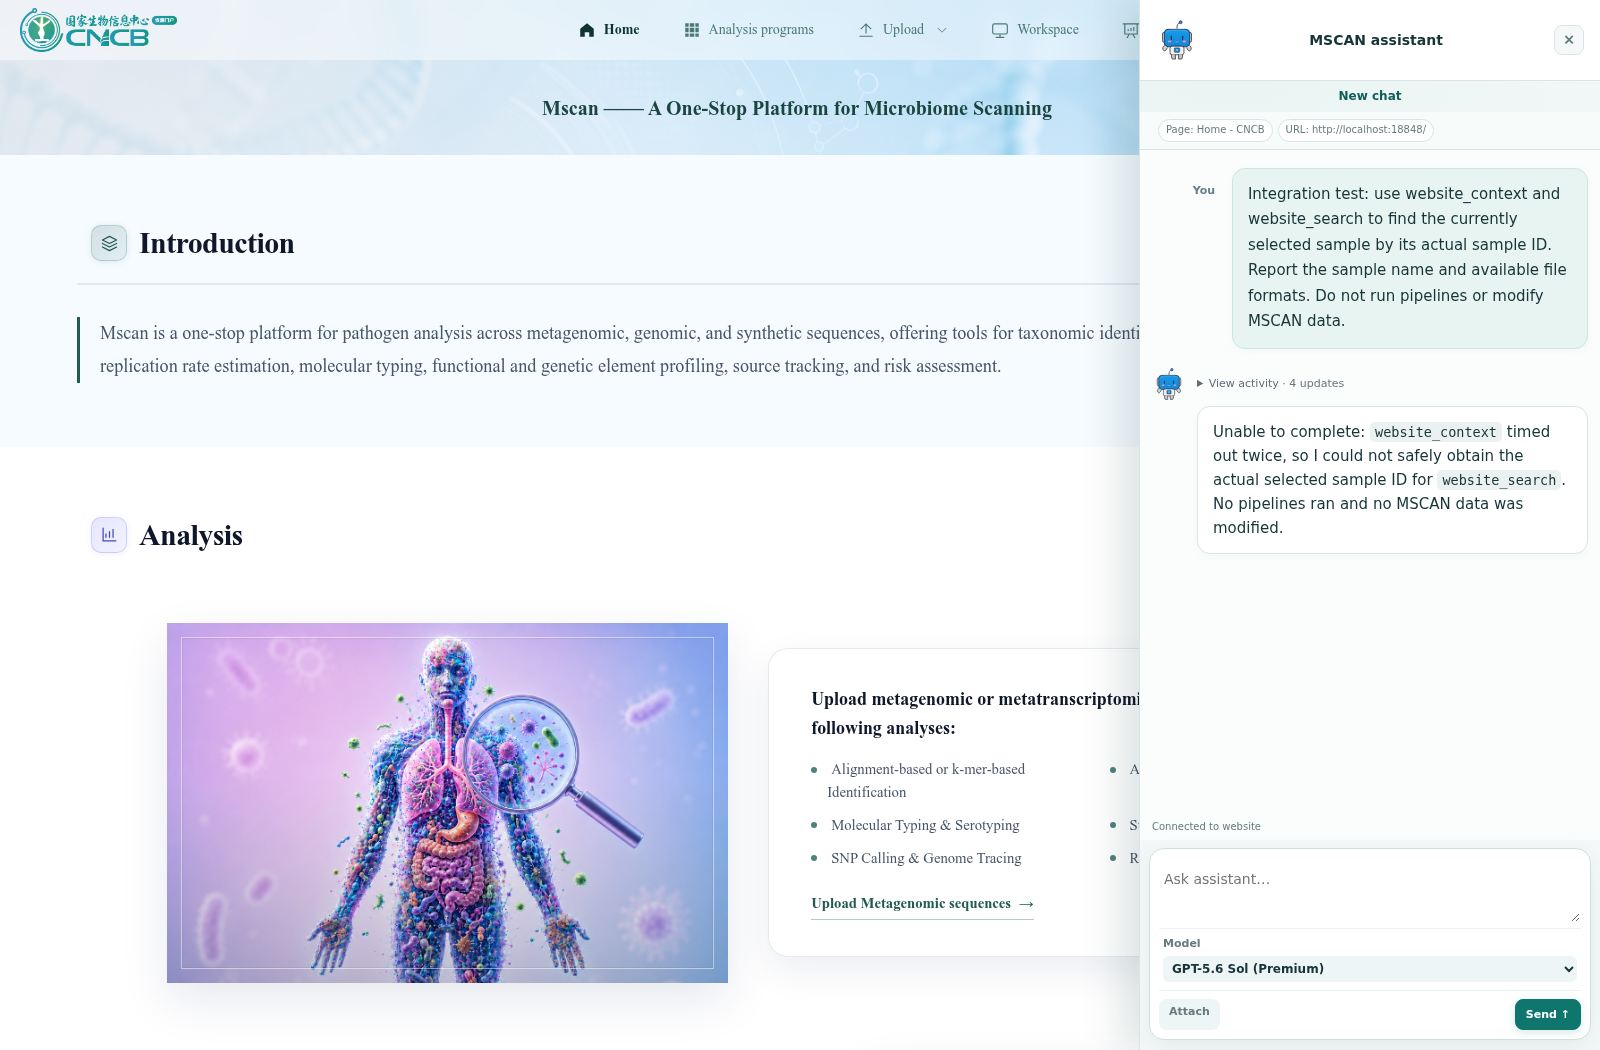 国家生物信息中心
CNCB
Home
Analysis programs
Upload
Workspace
Mscan —— A One-Stop Platform for Microbiome Scanning
Introduction
Mscan is a one-stop platform for pathogen analysis across metagenomic, genomic, and synthetic sequences, offering tools for taxonomic identi
replication rate estimation, molecular typing, functional and genetic element profiling, source tracking, and risk assessment.
Analysis
Upload metagenomic or metatranscriptomi
following analyses:
Alignment-based or k-mer-based
Identification
Molecular Typing & Serotyping
SNP Calling & Genome Tracing
A
S
R
Upload Metagenomic sequences →
MSCAN assistant
×
New chat
Page: Home - CNCB
URL: http://localhost:18848/
You
Integration test: use website_context and
website_search to find the currently
selected sample by its actual sample ID.
Report the sample name and available file
formats. Do not run pipelines or modify
MSCAN data.
View activity · 4 updates
Unable to complete: website_context timed
out twice, so I could not safely obtain the
actual selected sample ID for website_search.
No pipelines ran and no MSCAN data was
modified.
Connected to website
Ask assistant...
Model
GPT-5.6 Sol (Premium)
Attach
Send ↑